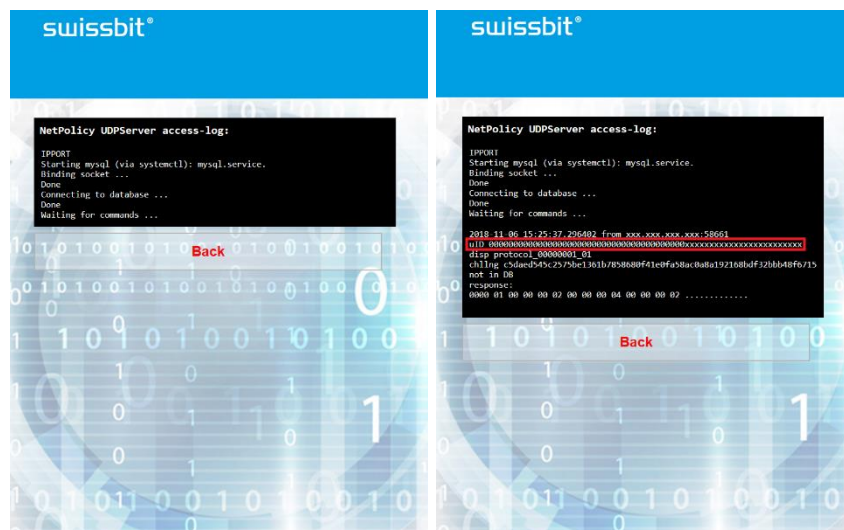 swissbit®
NetPolicy UDPServer access-log:
IPPORT
Starting mysql (via systemctl): mysql.service.
Binding socket ...
Done
Connecting to database ...
Done
Waiting for commands ...
Back
swissbit®
NetPolicy UDPServer access-log:
IPPORT
Starting mysql (via systemctl): mysql.service.
Binding socket ...
Done
Connecting to database ...
Done
Waiting for commands ...
2018-11-06 15:25:37.296402 from xxx.xxx.xxx.xxx:58661
uID
disp protocol_00000001_01
chllng
not in DB
response:
0000 01 00 00 00 02 00 00 00 04 00 00 00 02 .............
Back